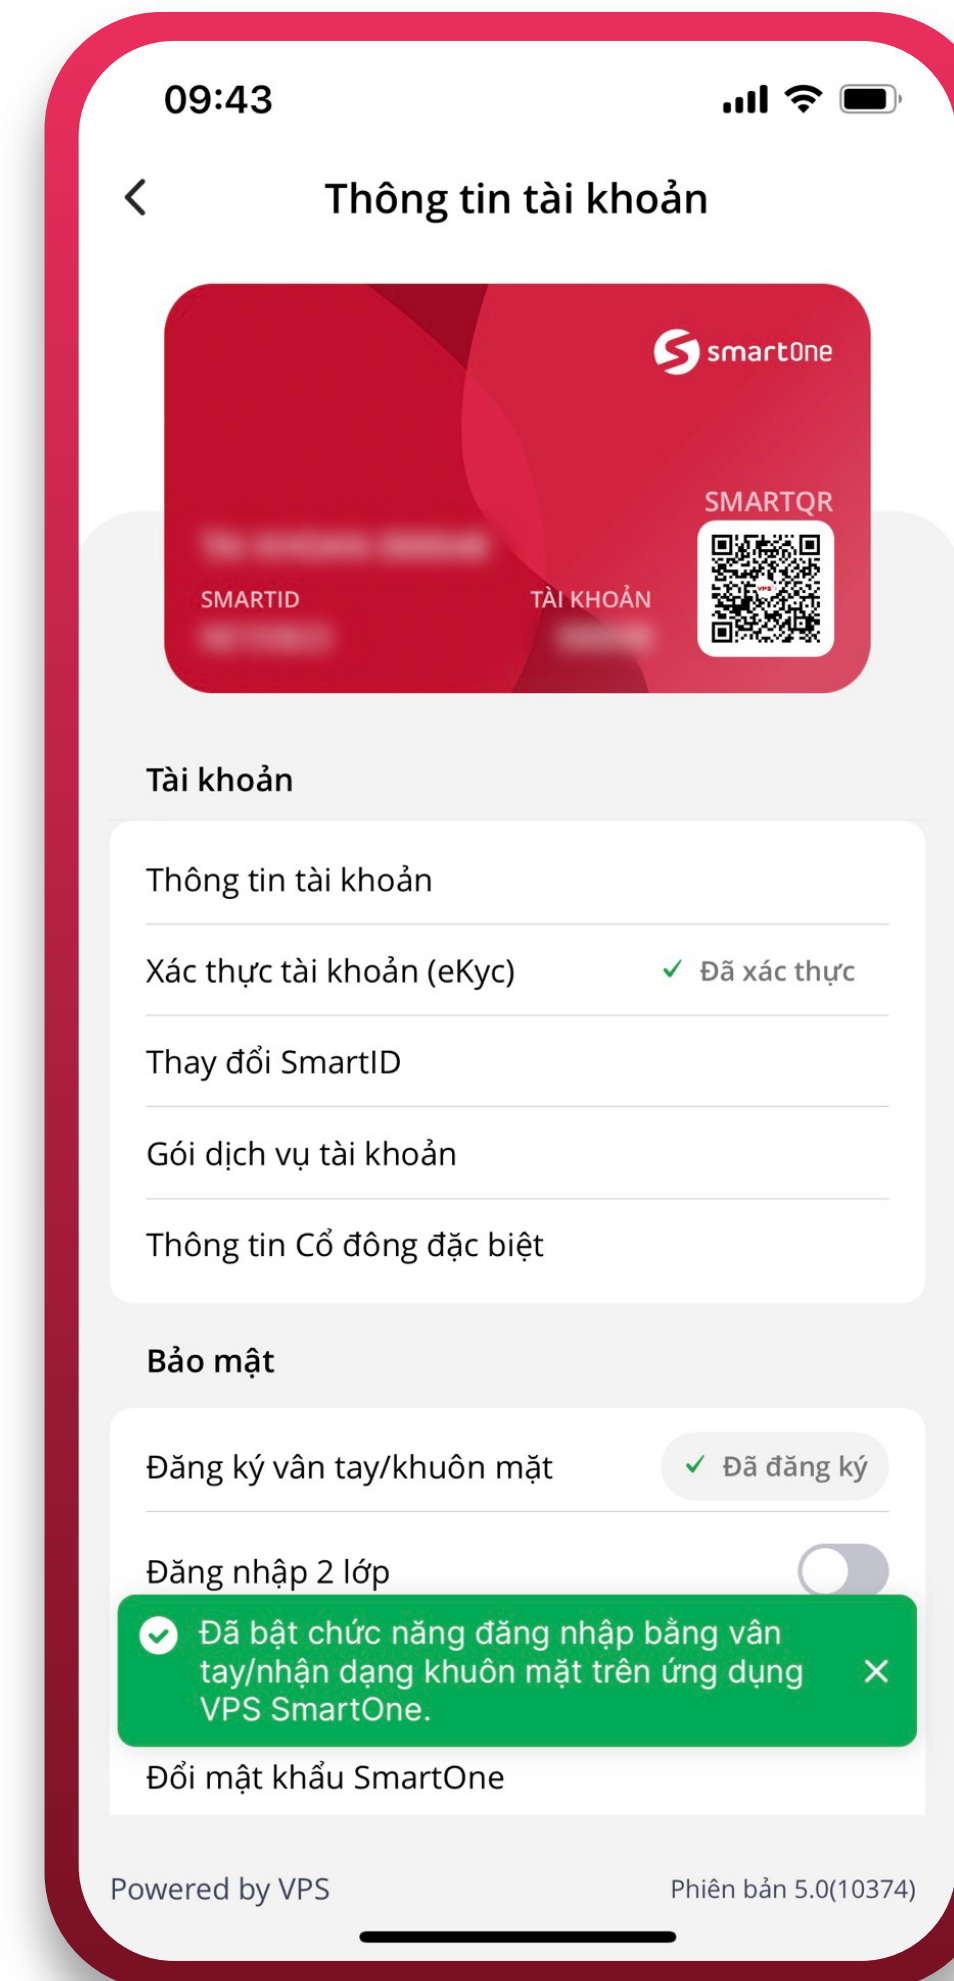 09:43
Thông tin tài khoản
smartOne
SMARTQR
SMARTID
TÀI KHOẢN
VPS
Tài khoản
Thông tin tài khoản
Xác thực tài khoản (eKyc)
Đã xác thực
Thay đổi SmartID
Gói dịch vụ tài khoản
Thông tin Cổ đông đặc biệt
Bảo mật
Đăng ký vân tay/khuôn mặt
Đã đăng ký
Đăng nhập 2 lớp
Đã bật chức năng đăng nhập bằng vân
tay/nhận dạng khuôn mặt trên ứng dụng
VPS SmartOne.
Đổi mật khẩu SmartOne
Powered by VPS
Phiên bản 5.0(10374)